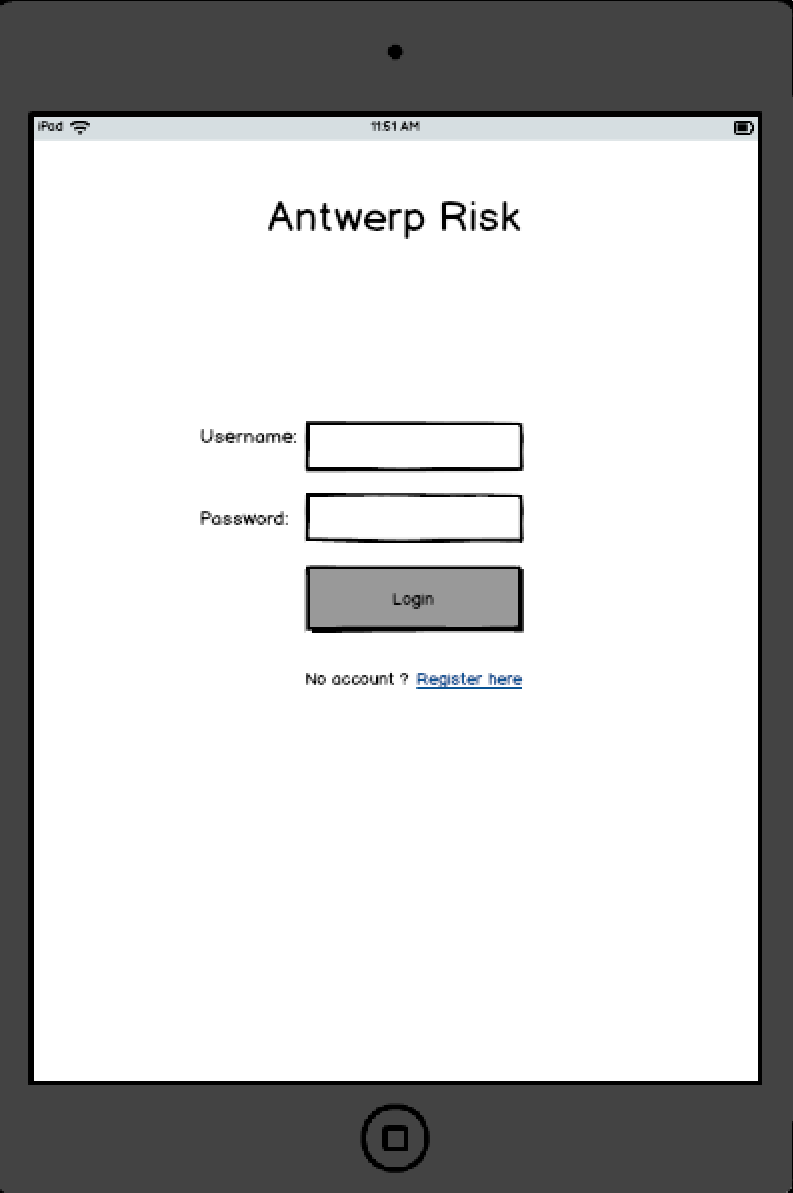 iPad 11:51 AM
Antwerp Risk
Username:
Password:
Login
No account ? Register here